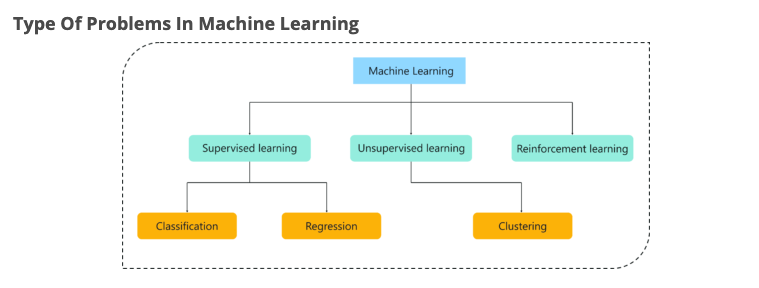 Type Of Problems In Machine Learning
Machine Learning
Supervised learning
Unsupervised learning
Reinforcement learning
Classification
Regression
Clustering